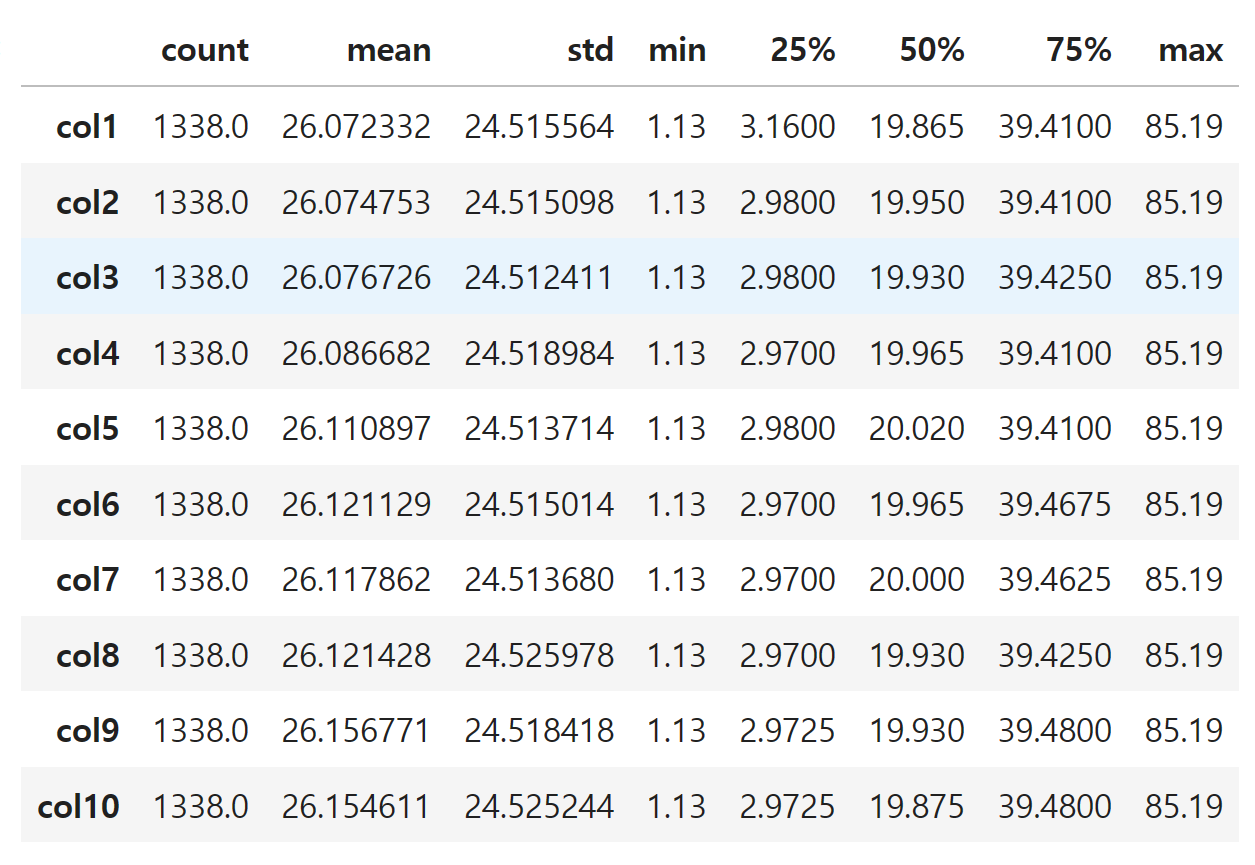 count mean std min 25% 50% 75% max
col1 1338.0 26.072332 24.515564 1.13 3.1600 19.865 39.4100 85.19
col2 1338.0 26.074753 24.515098 1.13 2.9800 19.950 39.4100 85.19
col3 1338.0 26.076726 24.512411 1.13 2.9800 19.930 39.4250 85.19
col4 1338.0 26.086682 24.518984 1.13 2.9700 19.965 39.4100 85.19
col5 1338.0 26.110897 24.513714 1.13 2.9800 20.020 39.4100 85.19
col6 1338.0 26.121129 24.515014 1.13 2.9700 19.965 39.4675 85.19
col7 1338.0 26.117862 24.513680 1.13 2.9700 20.000 39.4625 85.19
col8 1338.0 26.121428 24.525978 1.13 2.9700 19.930 39.4250 85.19
col9 1338.0 26.156771 24.518418 1.13 2.9725 19.930 39.4800 85.19
col10 1338.0 26.154611 24.525244 1.13 2.9725 19.875 39.4800 85.19